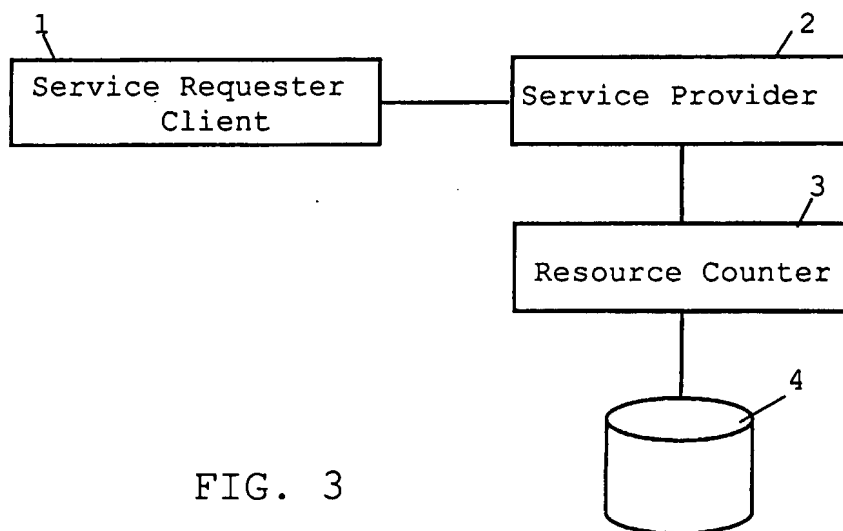 1
2
Service Requester
Client
Service Provider
3
Resource Counter
4
FIG. 3